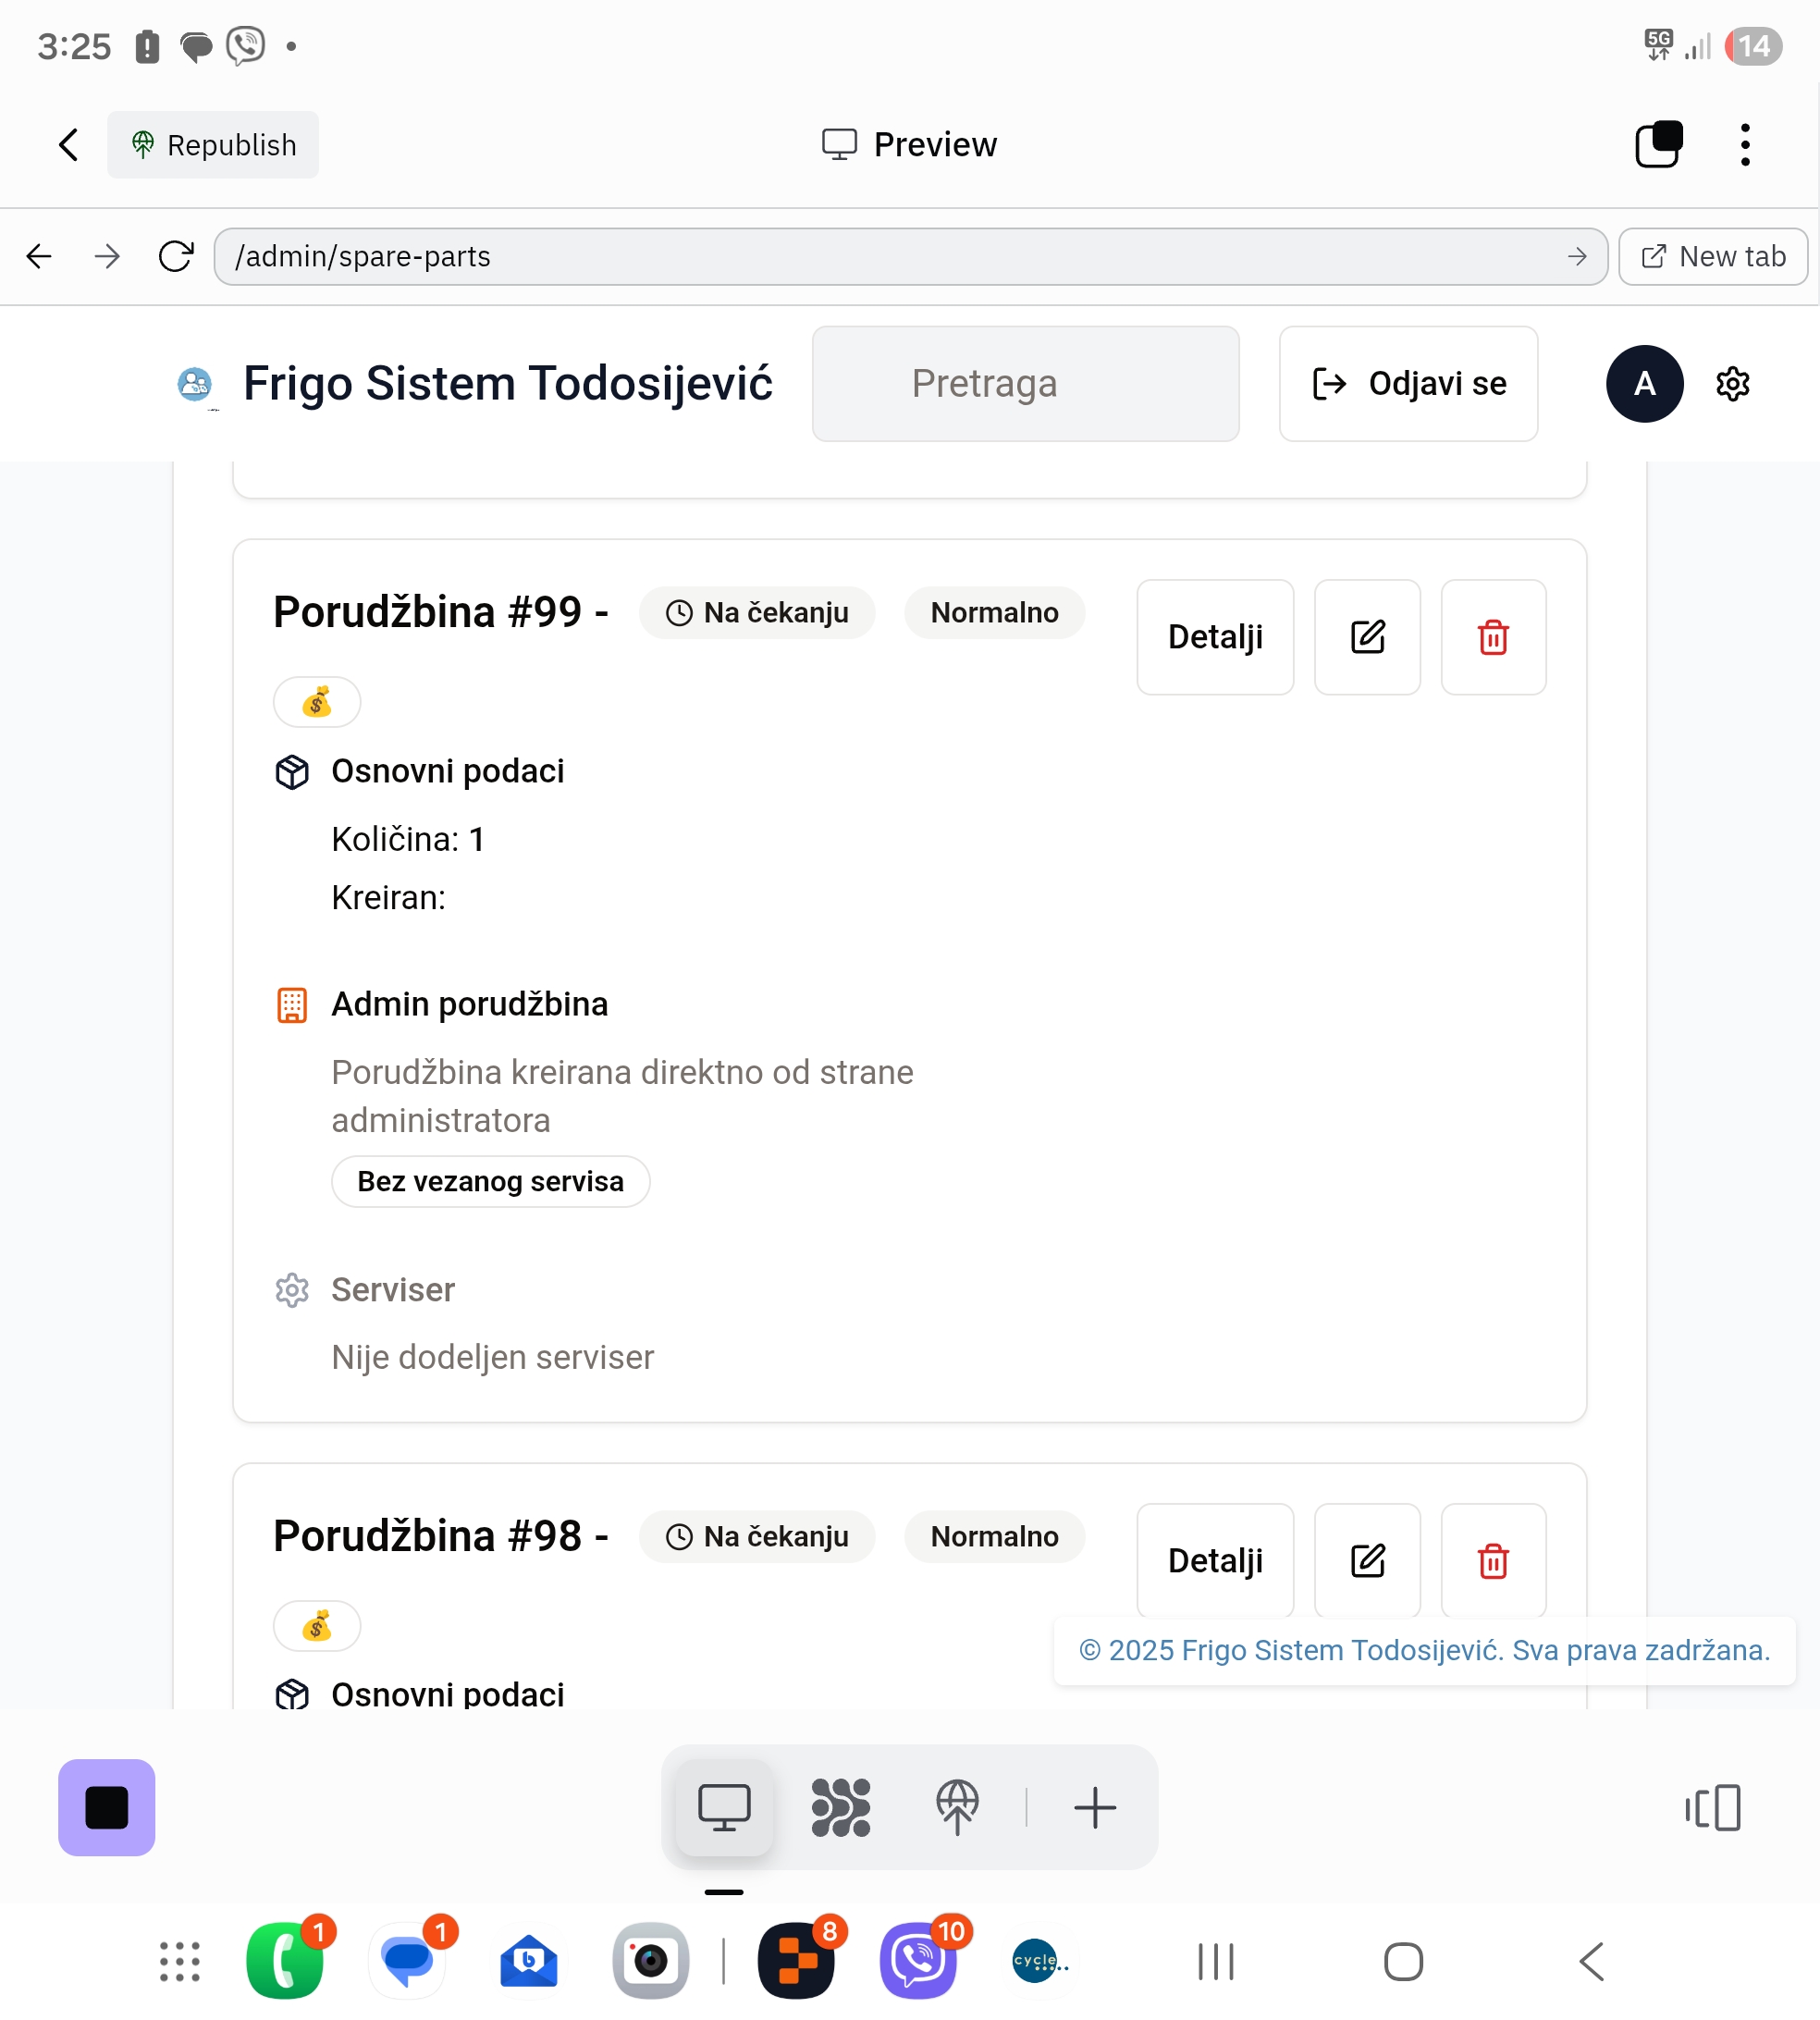 3:25
5G
14
Republish
Preview
/admin/spare-parts
New tab
Frigo Sistem Todosijević
Pretraga
Odjavi se
A
Porudžbina #99 -
Na čekanju
Normalno
Detalji
Osnovni podaci
Količina: 1
Kreiran:
Admin porudžbina
Porudžbina kreirana direktno od strane
administratora
Bez vezanog servisa
Serviser
Nije dodeljen serviser
Porudžbina #98 -
Na čekanju
Normalno
Detalji
© 2025 Frigo Sistem Todosijević. Sva prava zadržana.
Osnovni podaci
1
1
b
8
10
cycle